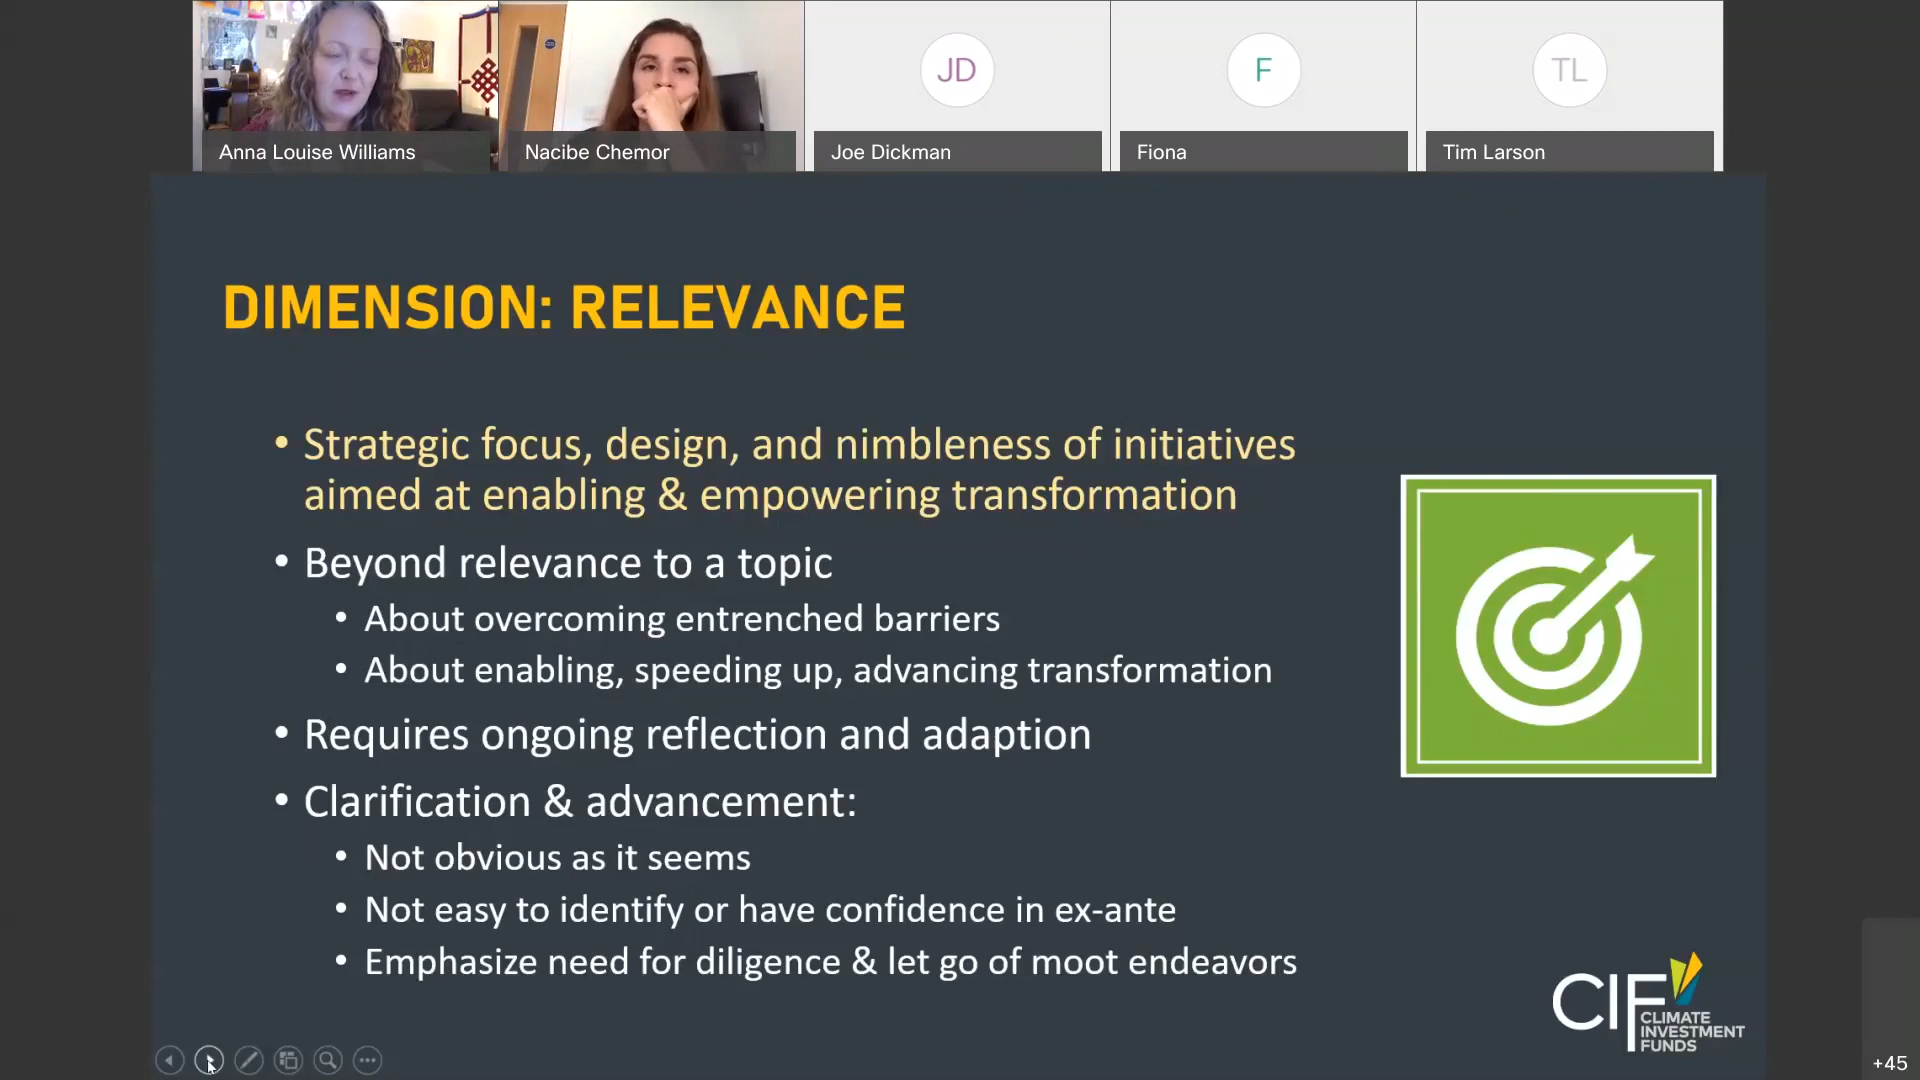 JD
F
TL
Anna Louise Williams
Nacibe Chemor
Joe Dickman
Fiona
Tim Larson
DIMENSION: RELEVANCE
• Strategic focus, design, and nimbleness of initiatives
aimed at enabling & empowering transformation
• Beyond relevance to a topic
• About overcoming entrenched barriers
• About enabling, speeding up, advancing transformation
• Requires ongoing reflection and adaption
• Clarification & advancement:
• Not obvious as it seems
• Not easy to identify or have confidence in ex-ante
• Emphasize need for diligence & let go of moot endeavors
CIF
CLIMATE
INVESTMENT
FUNDS
+45